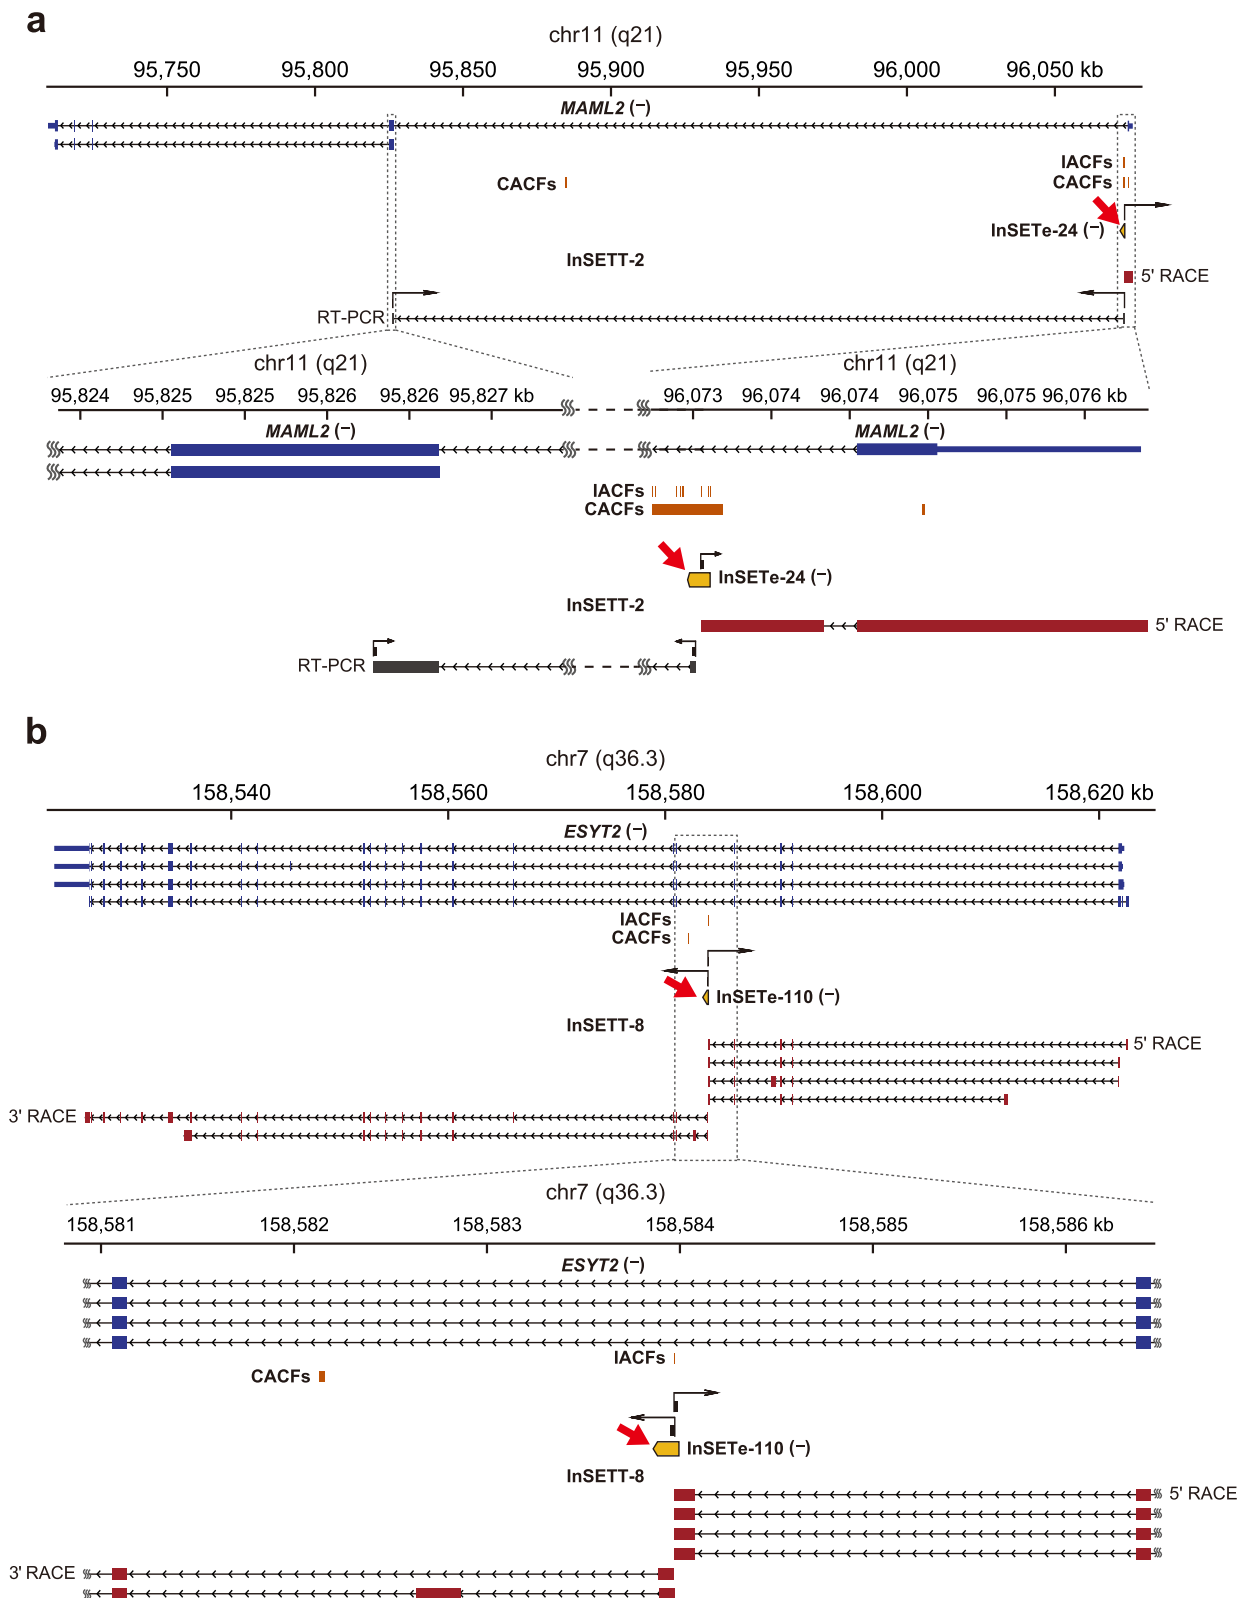 a
chr11 (q21)
95,750 95,800 95,850 95,900 95,950 96,000 96,050 kb
MAML2 (−)
IACFs
CACFs CACFs
InSETe-24 (−)
InSETT-2
5' RACE
RT-PCR
chr11 (q21) chr11 (q21)
95,824 95,825 95,825 95,826 95,826 95,827 kb 96,073 96,074 96,074 96,075 96,075 96,076 kb
MAML2 (−) MAML2 (−)
IACFs
CACFs
InSETe-24 (−)
InSETT-2
5' RACE
RT-PCR
b
chr7 (q36.3)
158,540 158,560 158,580 158,600 158,620 kb
ESYT2 (−)
IACFs
CACFs
InSETe-110 (−)
InSETT-8
5' RACE
3' RACE
chr7 (q36.3)
158,581 158,582 158,583 158,584 158,585 158,586 kb
ESYT2 (−)
IACFs
CACFs
InSETe-110 (−)
InSETT-8
5' RACE
3' RACE